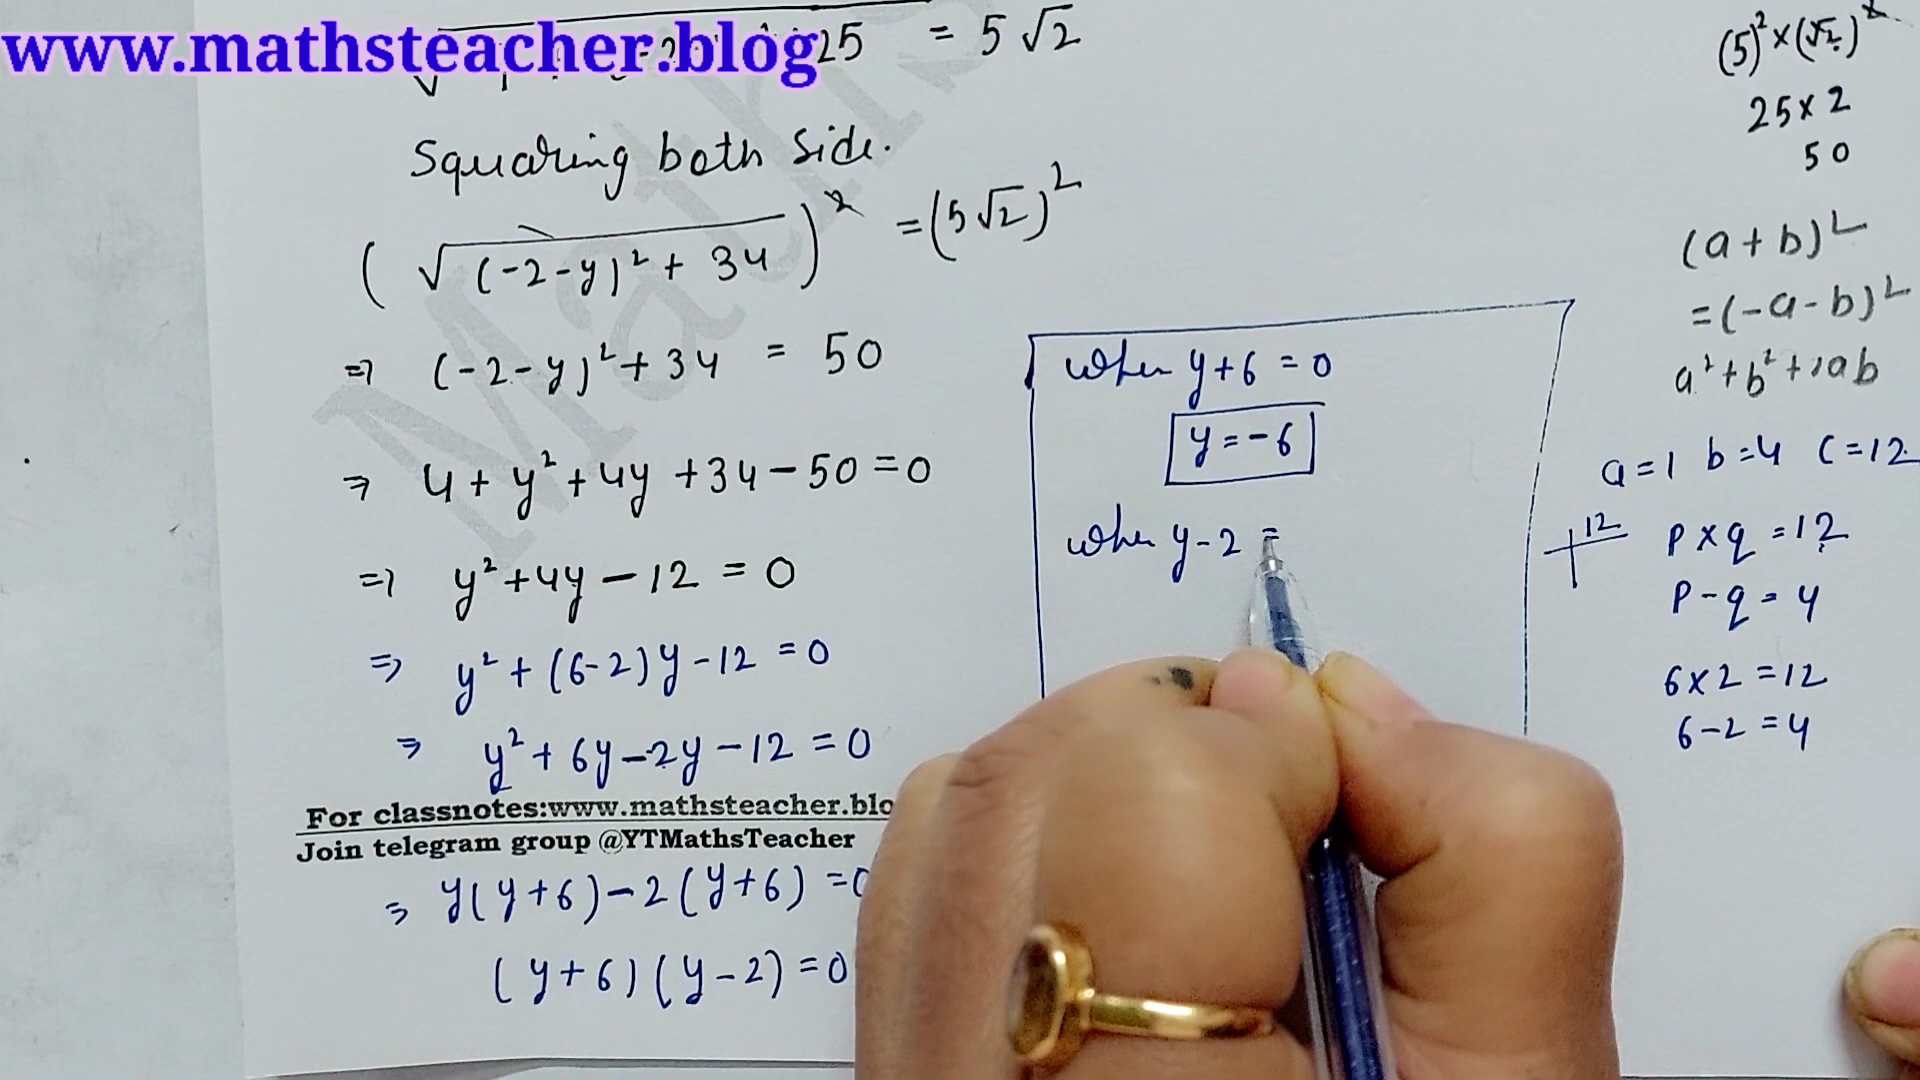 www.mathsteacher.blog
25 = 5√2
Squaring both side.
(√(-2-y)² + 34)² = (5√2)²
⇒ (-2-y)² + 34 = 50
⇒ 4 + y² + 4y + 34 - 50 = 0
⇒ y² + 4y - 12 = 0
⇒ y² + (6-2)y - 12 = 0
⇒ y² + 6y - 2y - 12 = 0
For classnotes:www.mathsteacher.blo
Join telegram group @YTMathsTeacher
⇒ y(y+6) - 2(y+6) = 0
(y+6)(y-2) = 0
when y+6 = 0
y = -6
when y-2 =
(5)² × (√2)²
25 × 2
50
(a+b)²
= (-a-b)²
a² + b² + 2ab
a = 1 b = 4 c = 12
12
p × q = 12
p - q = 4
6 × 2 = 12
6 - 2 = 4
Maths